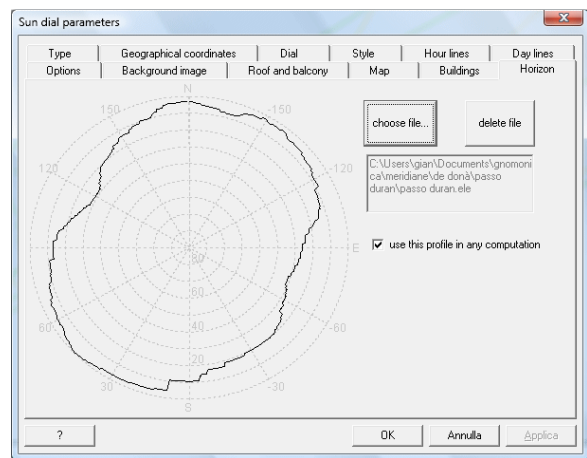 Sun dial parameters
Type
Geographical coordinates
Dial
Style
Hour lines
Day lines
Options
Background image
Roof and balcony
Map
Buildings
Horizon
N
150
-150
120
-120
E
80
60
-60
40
20
30
-30
S
choose file...
delete file
C:\Users\gian\Documents\gnomoni
ca\meridiane\de donà\passo
duran\passo duran.ele
use this profile in any computation
?
OK
Annulla
Applica